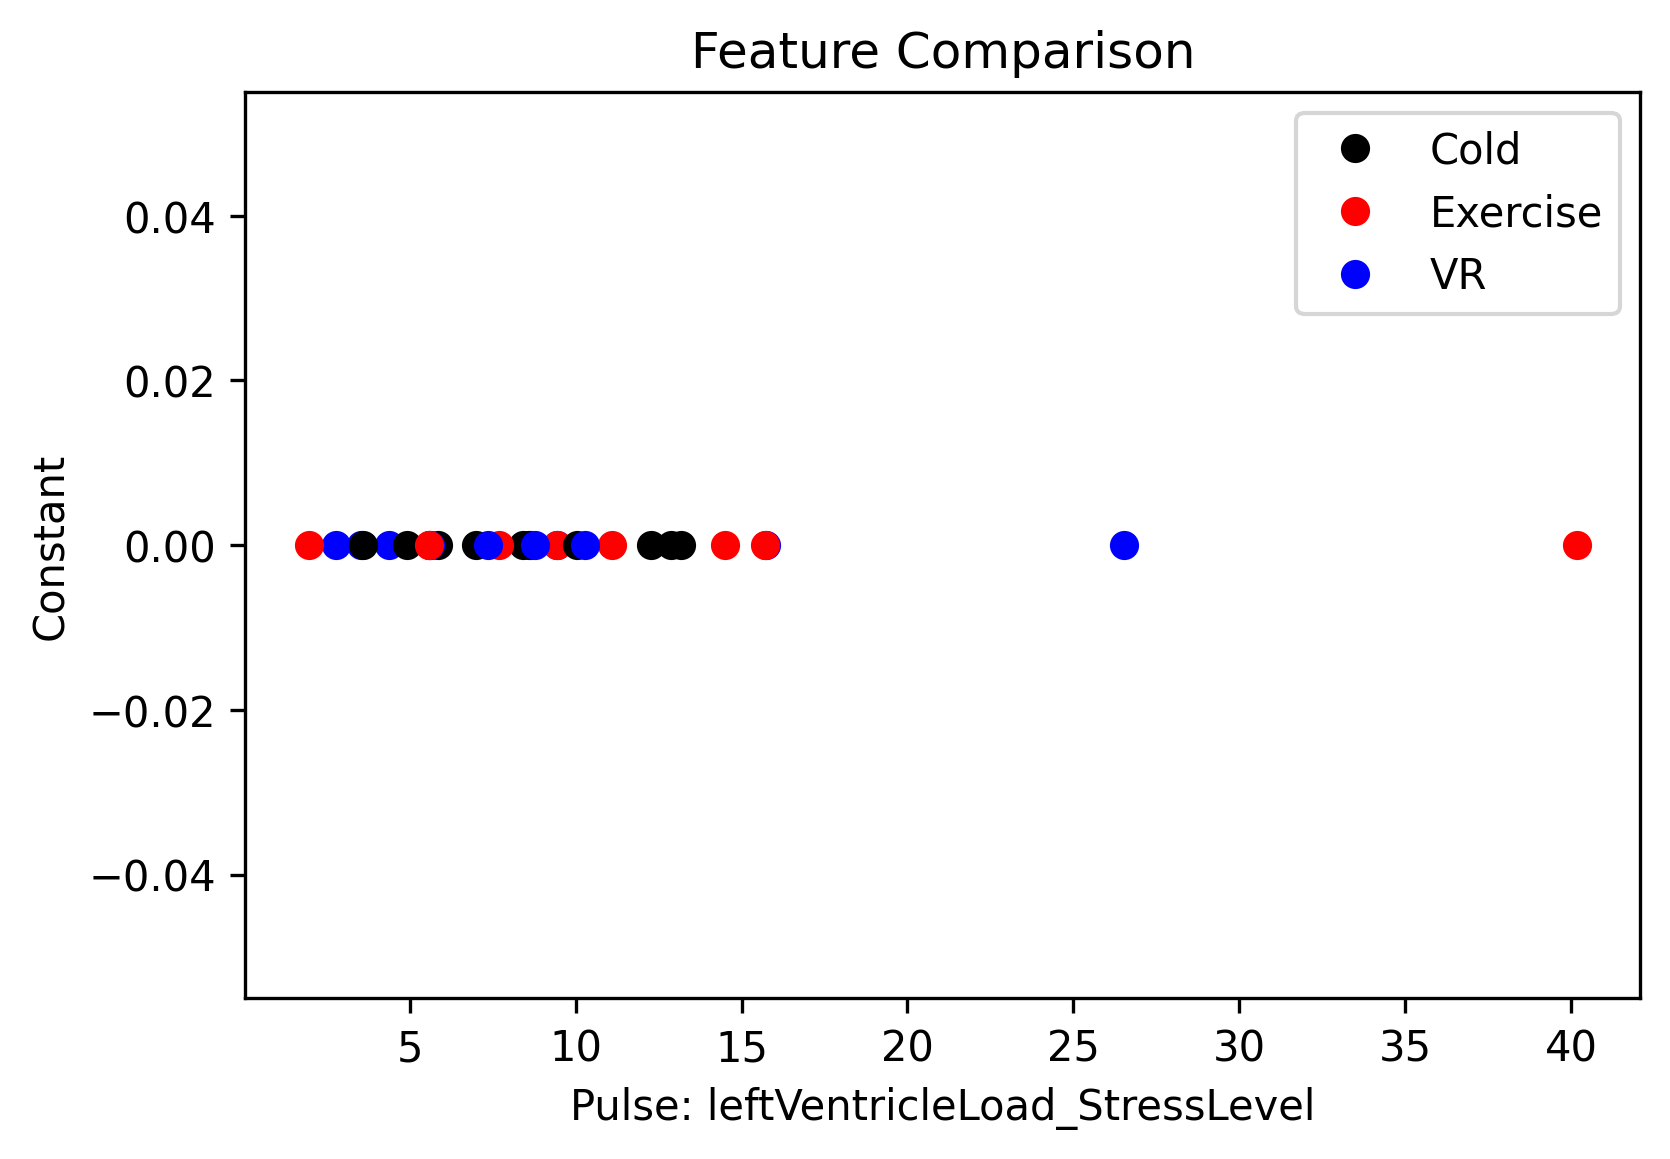 Feature Comparison
Cold
Exercise
VR
0.04
0.02
0.00
−0.02
−0.04
Constant
5 10 15 20 25 30 35 40
Pulse: leftVentricleLoad_StressLevel